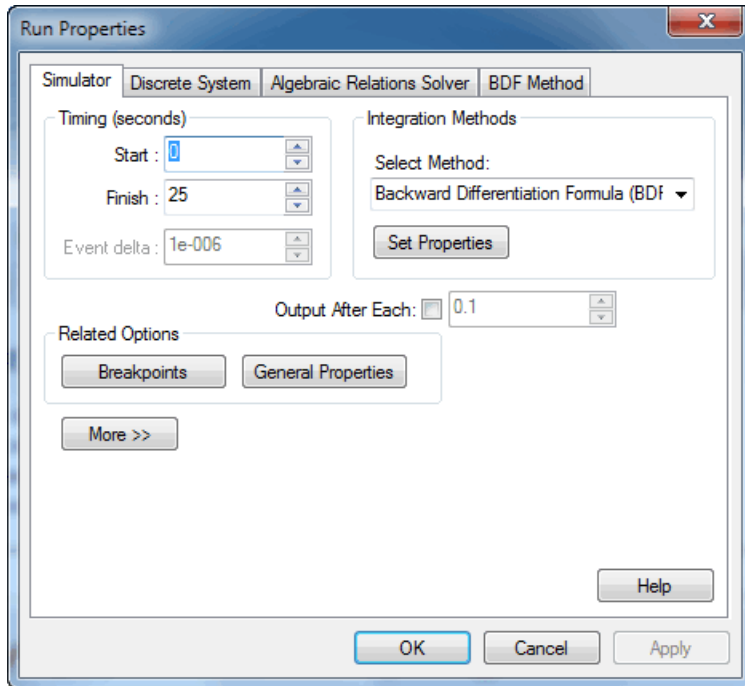 Run Properties
Simulator Discrete System Algebraic Relations Solver BDF Method
Timing (seconds)
Start : 0
Finish : 25
Event delta : 1e-006
Integration Methods
Select Method:
Backward Differentiation Formula (BDF
Set Properties
Output After Each: 0.1
Related Options
Breakpoints General Properties
More >>
Help
OK Cancel Apply